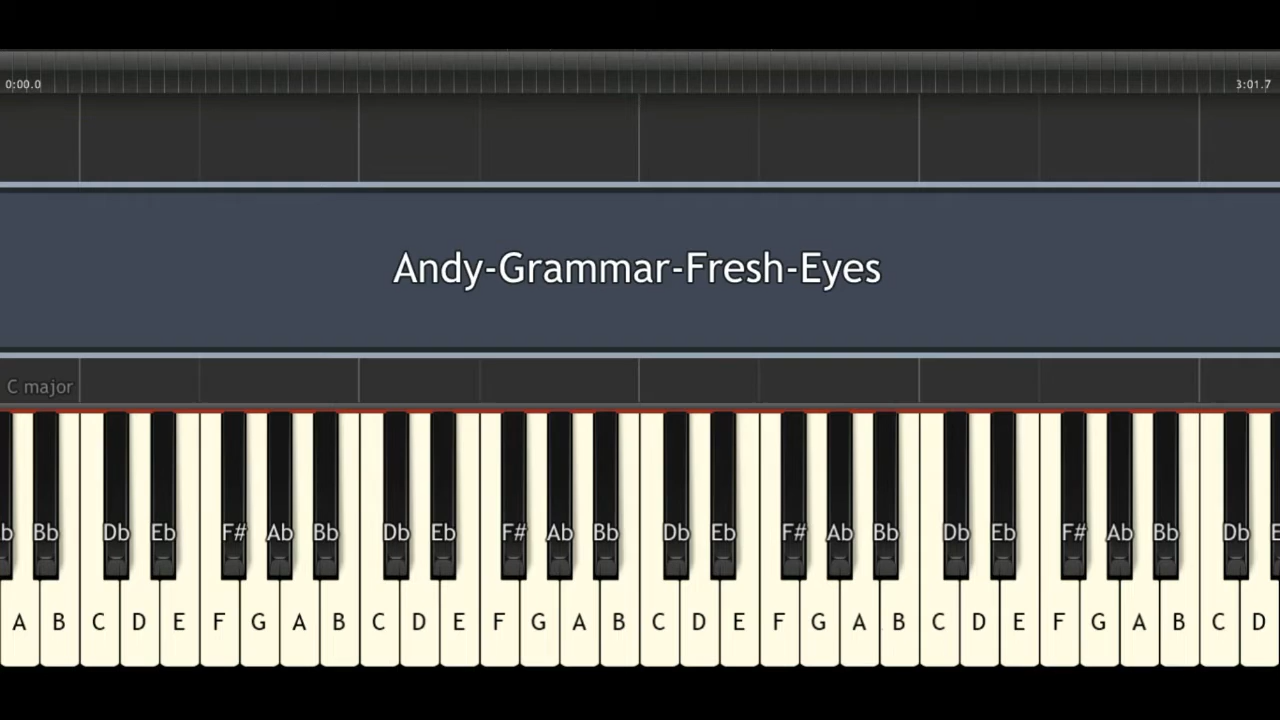 0:00.0 3:01.7
Andy-Grammar-Fresh-Eyes
C major
b Bb Db Eb F# Ab Bb Db Eb F# Ab Bb Db Eb F# Ab Bb Db Eb F# Ab Bb Db E
A B C D E F G A B C D E F G A B C D E F G A B C D E F G A B C D